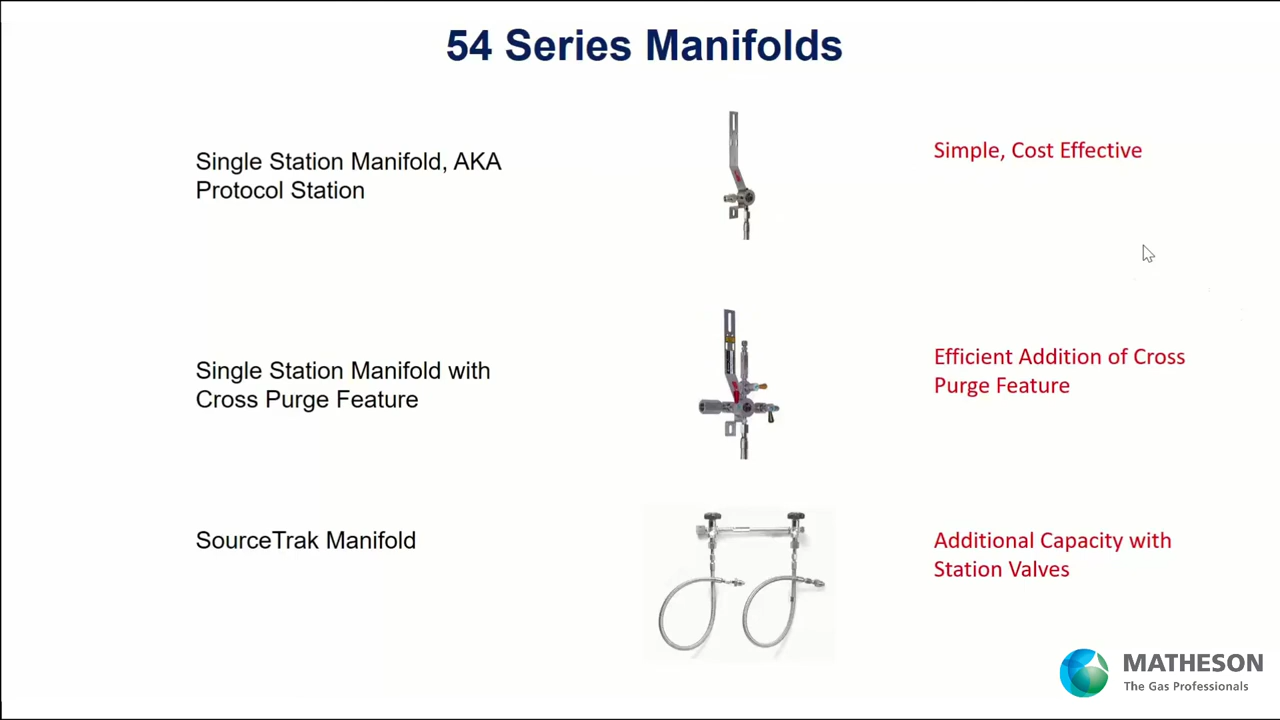 54 Series Manifolds
Single Station Manifold, AKA
Protocol Station
Simple, Cost Effective
Single Station Manifold with
Cross Purge Feature
Efficient Addition of Cross
Purge Feature
SourceTrak Manifold
Additional Capacity with
Station Valves
MATHESON
The Gas Professionals